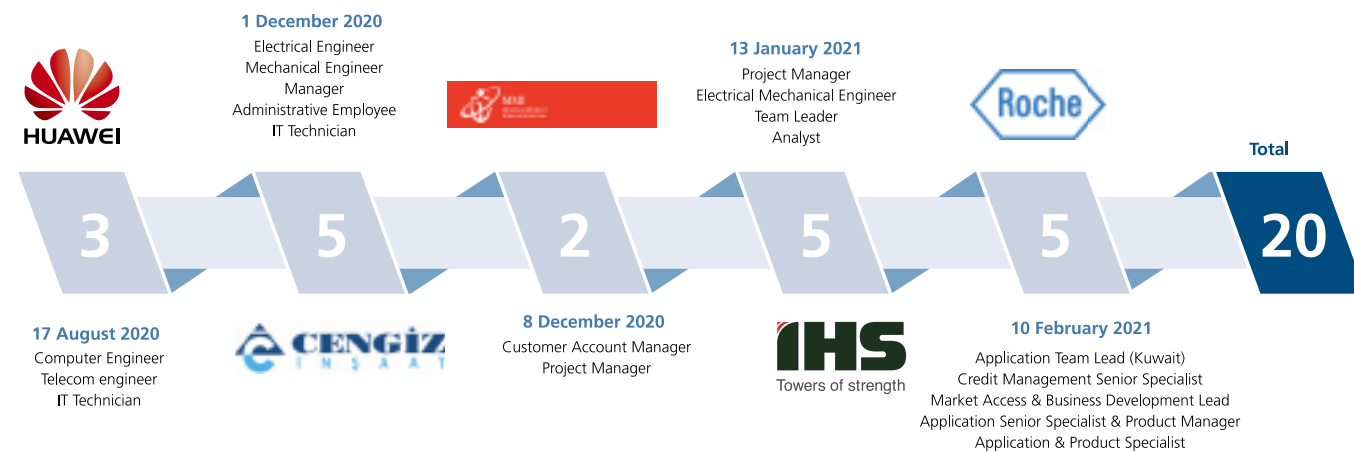 HUAWEI
3
17 August 2020
Computer Engineer
Telecom engineer
IT Technician
1 December 2020
Electrical Engineer
Mechanical Engineer
Manager
Administrative Employee
IT Technician
5
CENGİZ
İNŞAAT
2
8 December 2020
Customer Account Manager
Project Manager
13 January 2021
Project Manager
Electrical Mechanical Engineer
Team Leader
Analyst
5
IHS
Towers of strength
Roche
5
10 February 2021
Application Team Lead (Kuwait)
Credit Management Senior Specialist
Market Access & Business Development Lead
Application Senior Specialist & Product Manager
Application & Product Specialist
Total
20